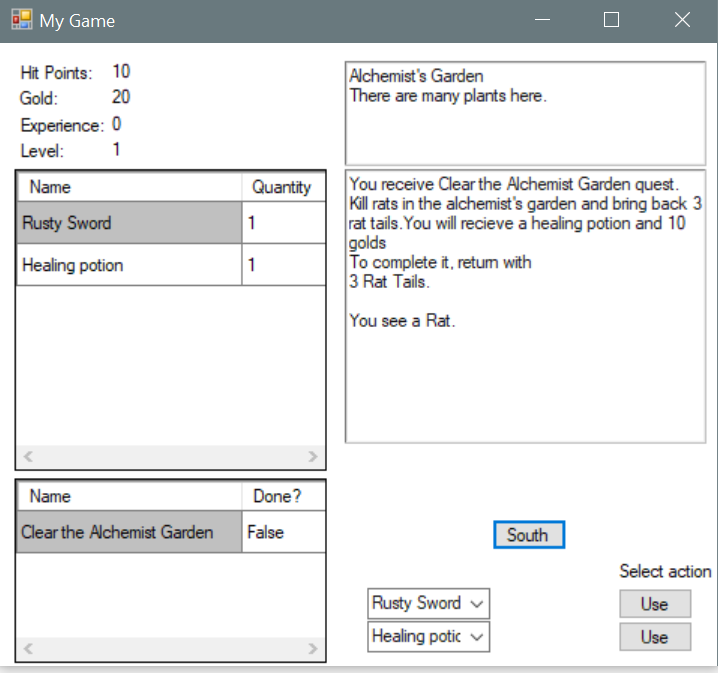 My Game
Hit Points: 10
Gold: 20
Experience: 0
Level: 1
Alchemist's Garden
There are many plants here.
Name Quantity
Rusty Sword 1
Healing potion 1
You receive Clear the Alchemist Garden quest.
Kill rats in the alchemist's garden and bring back 3
rat tails.You will recieve a healing potion and 10
golds
To complete it, return with
3 Rat Tails.
You see a Rat.
Name Done?
Clear the Alchemist Garden False
South
Select action
Rusty Sword Use
Healing potic Use